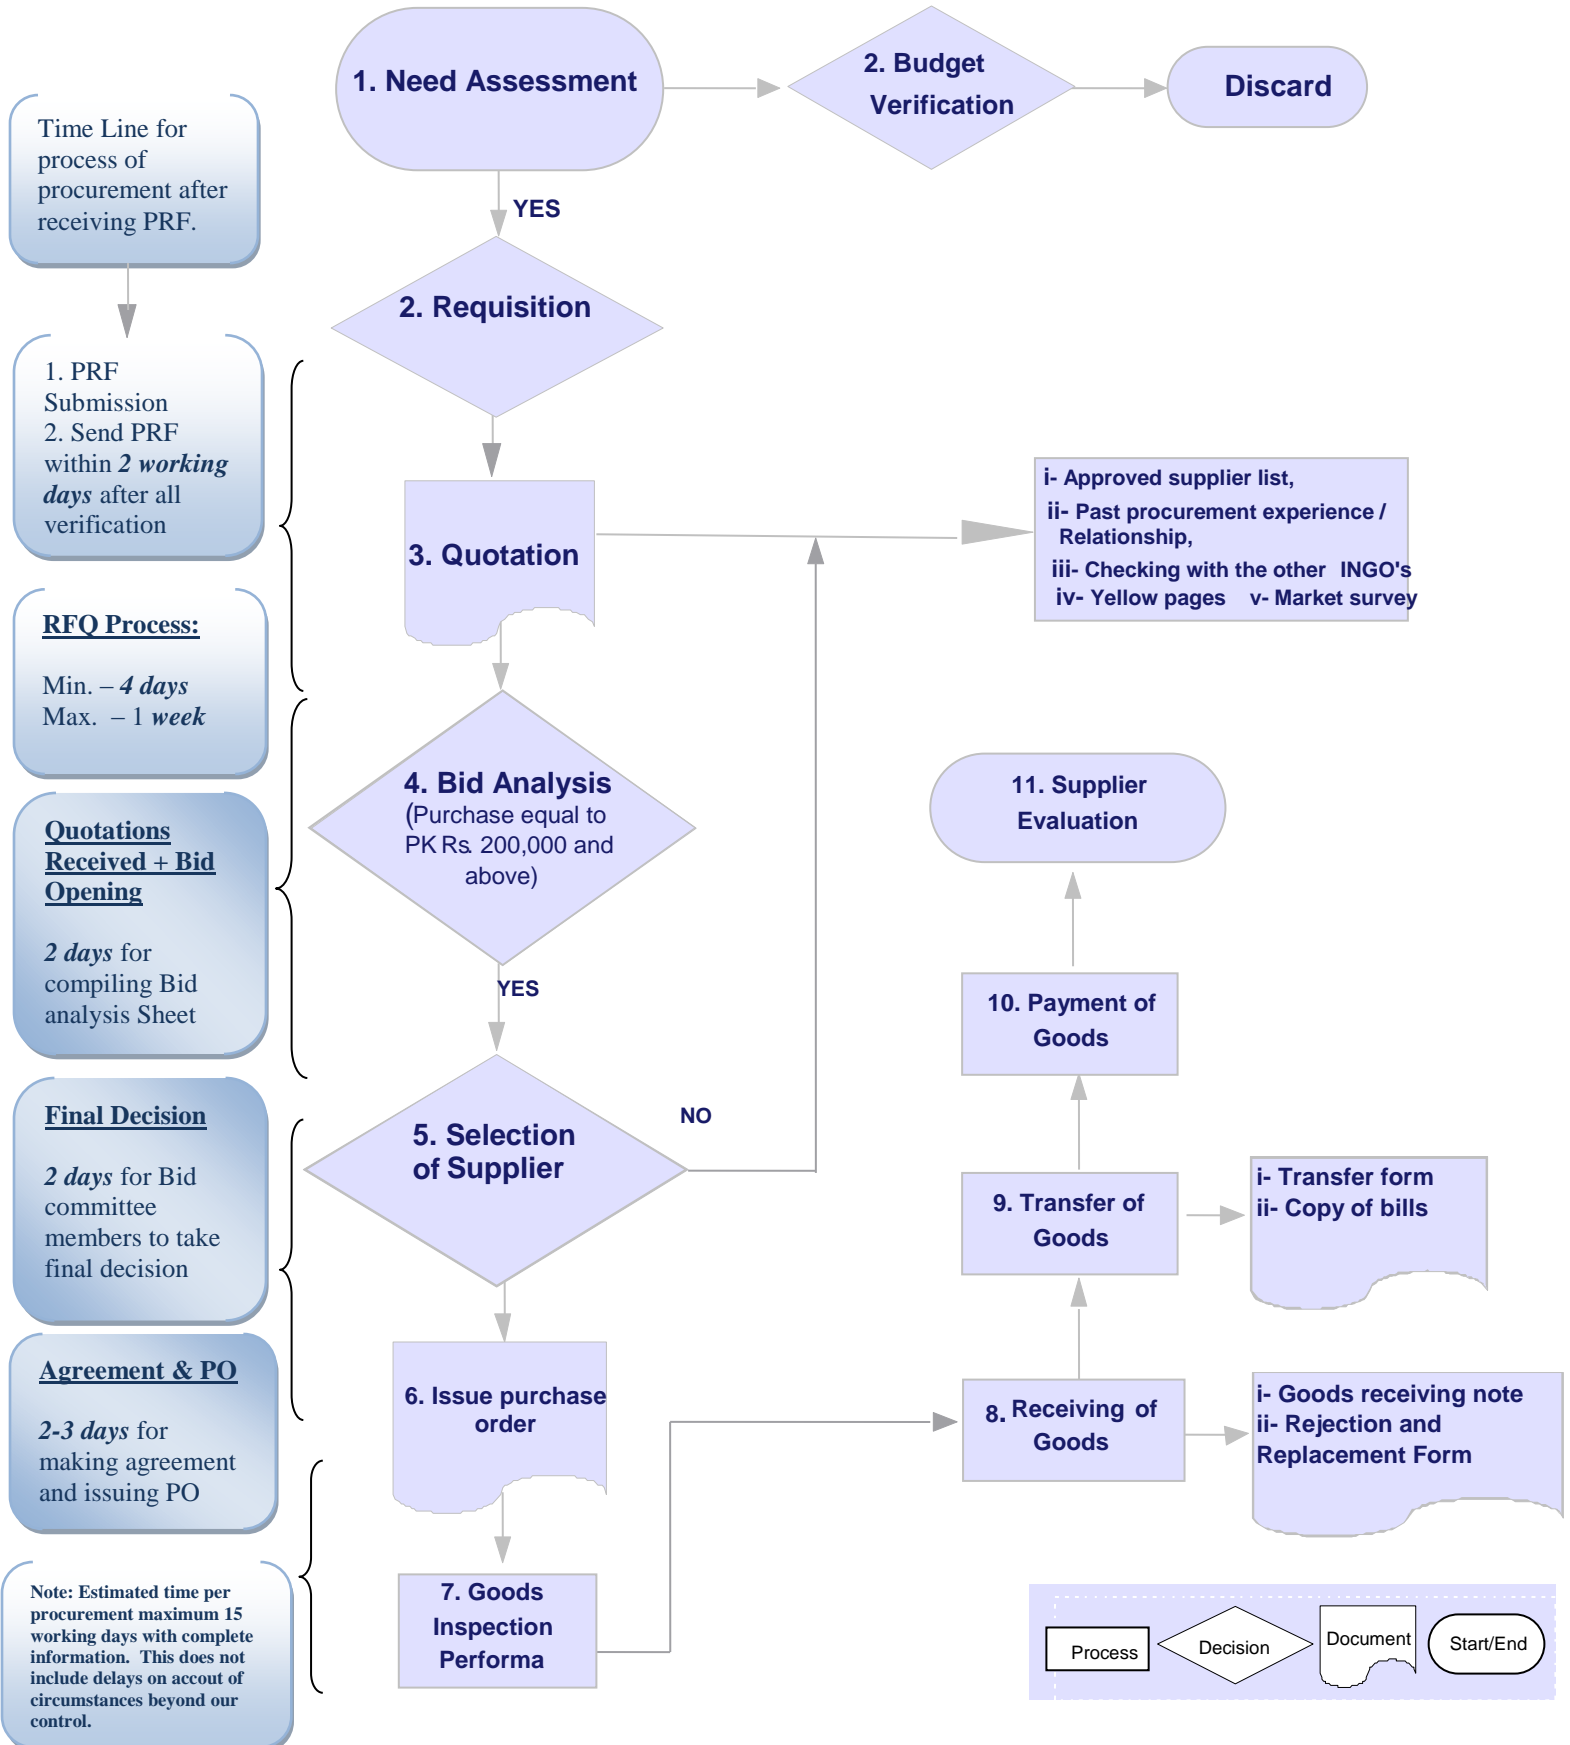 1. Need Assessment
2. Budget
Verification
Discard
Time Line for
process of
procurement after
receiving PRF.
YES
2. Requisition
1. PRF
Submission
2. Send PRF
within 2 working
days after all
verification
3. Quotation
i- Approved supplier list,
ii- Past procurement experience /
Relationship,
iii- Checking with the other INGO's
iv- Yellow pages v- Market survey
RFQ Process:
Min. – 4 days
Max. – 1 week
4. Bid Analysis
(Purchase equal to
PK Rs. 200,000 and
above)
11. Supplier
Evaluation
Quotations
Received + Bid
Opening
2 days for
compiling Bid
analysis Sheet
YES
10. Payment of
Goods
Final Decision
2 days for Bid
committee
members to take
final decision
5. Selection
of Supplier
NO
9. Transfer of
Goods
i- Transfer form
ii- Copy of bills
Agreement & PO
2-3 days for
making agreement
and issuing PO
6. Issue purchase
order
8. Receiving of
Goods
i- Goods receiving note
ii- Rejection and
Replacement Form
Note: Estimated time per
procurement maximum 15
working days with complete
information. This does not
include delays on accout of
circumstances beyond our
control.
7. Goods
Inspection
Performa
Process
Decision
Document
Start/End